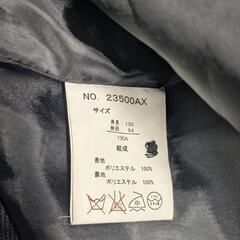 NO. 23500AX
サイズ
身長 130
胸囲 64
130A
組成
表地
ポリエステル 100%
裏地
ポリエステル 100%